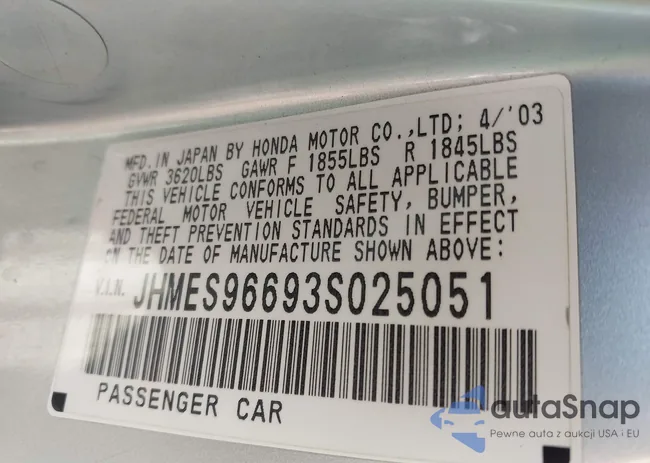 MFD. IN JAPAN BY HONDA MOTOR CO.,LTD; 4/'03
GVWR 3620LBS GAWR F 1855LBS R 1845LBS
THIS VEHICLE CONFORMS TO ALL APPLICABLE
FEDERAL MOTOR VEHICLE SAFETY, BUMPER,
AND THEFT PREVENTION STANDARDS IN EFFECT
ON THE DATE OF MANUFACTURE SHOWN ABOVE:
V.I.N. JHMES96693S025051
PASSENGER CAR
autaSnap
Pewne auta z aukcji USA i EU